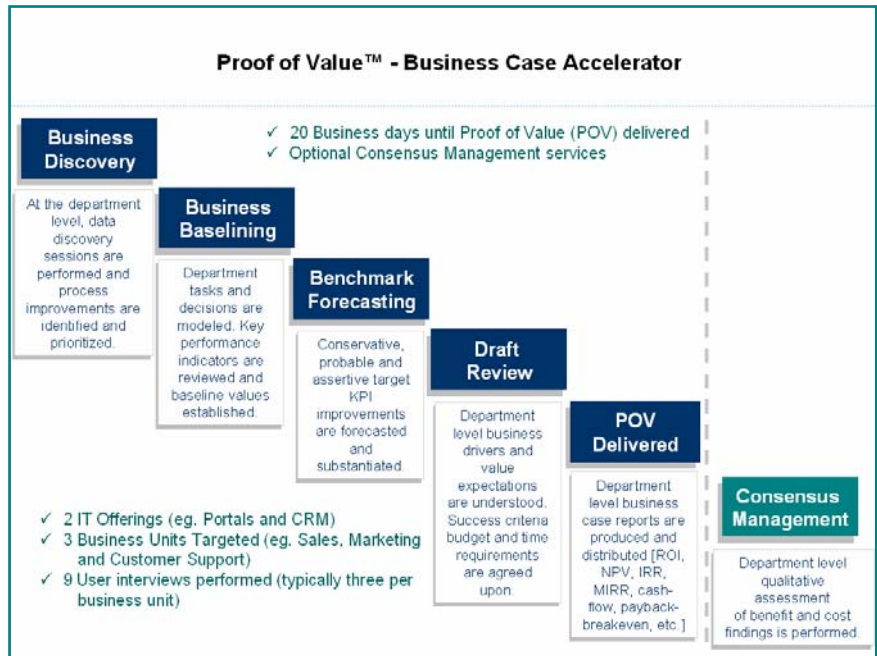 Proof of Value™ - Business Case Accelerator
✓ 20 Business days until Proof of Value (POV) delivered
✓ Optional Consensus Management services
Business
Discovery
At the department
level, data
discovery
sessions are
performed and
process
improvements are
identified and
prioritized.
Business
Baselining
Department
tasks and
decisions are
modeled. Key
performance
indicators are
reviewed and
baseline values
established.
Benchmark
Forecasting
Conservative,
probable and
assertive target
KPI
improvements
are forecasted
and
substantiated.
Draft
Review
Department
level business
drivers and
value
expectations
are understood.
Success criteria
budget and time
requirements
are agreed
upon.
POV
Delivered
Department
level business
case reports are
produced and
distributed [ROI,
NPV, IRR,
MIRR, cash-
flow, payback-
breakeven, etc.]
Consensus
Management
Department level
qualitative
assessment
of benefit and cost
findings is performed.
✓ 2 IT Offerings (eg. Portals and CRM)
✓ 3 Business Units Targeted (eg. Sales, Marketing
and Customer Support)
✓ 9 User interviews performed (typically three per
business unit)